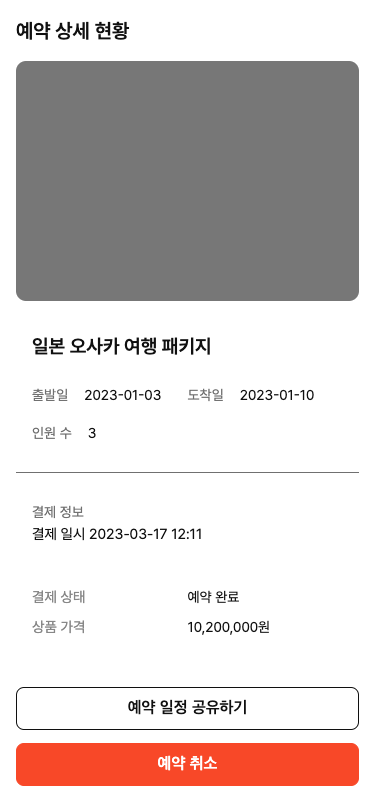 예약 상세 현황
일본 오사카 여행 패키지
출발일 2023-01-03 도착일 2023-01-10
인원 수 3
결제 정보
결제 일시 2023-03-17 12:11
결제 상태 예약 완료
상품 가격 10,200,000원
예약 일정 공유하기
예약 취소